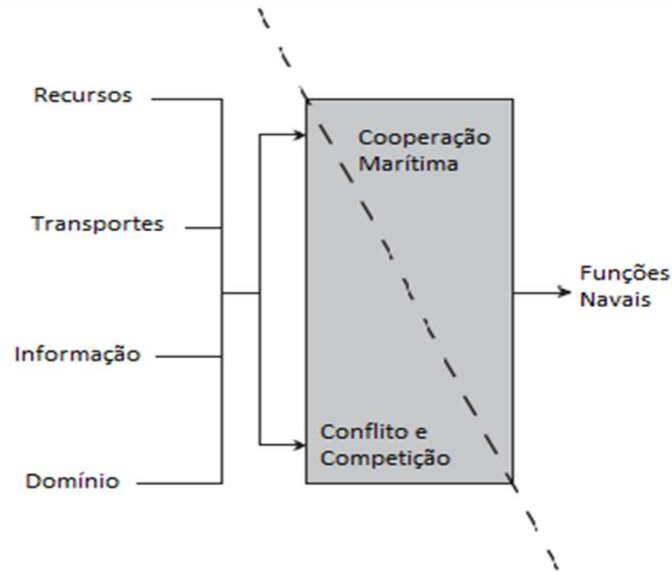 Recursos
Transportes
Informação
Domínio
Cooperação
Marítima
Conflito e
Competição
Funções
Navais